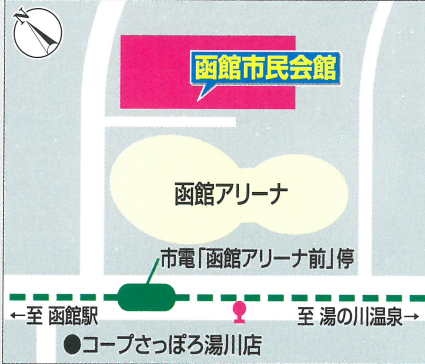 函館市民会館
函館アリーナ
市電「函館アリーナ前」停
←至 函館駅
至 湯の川温泉→
●コープさっぽろ湯川店